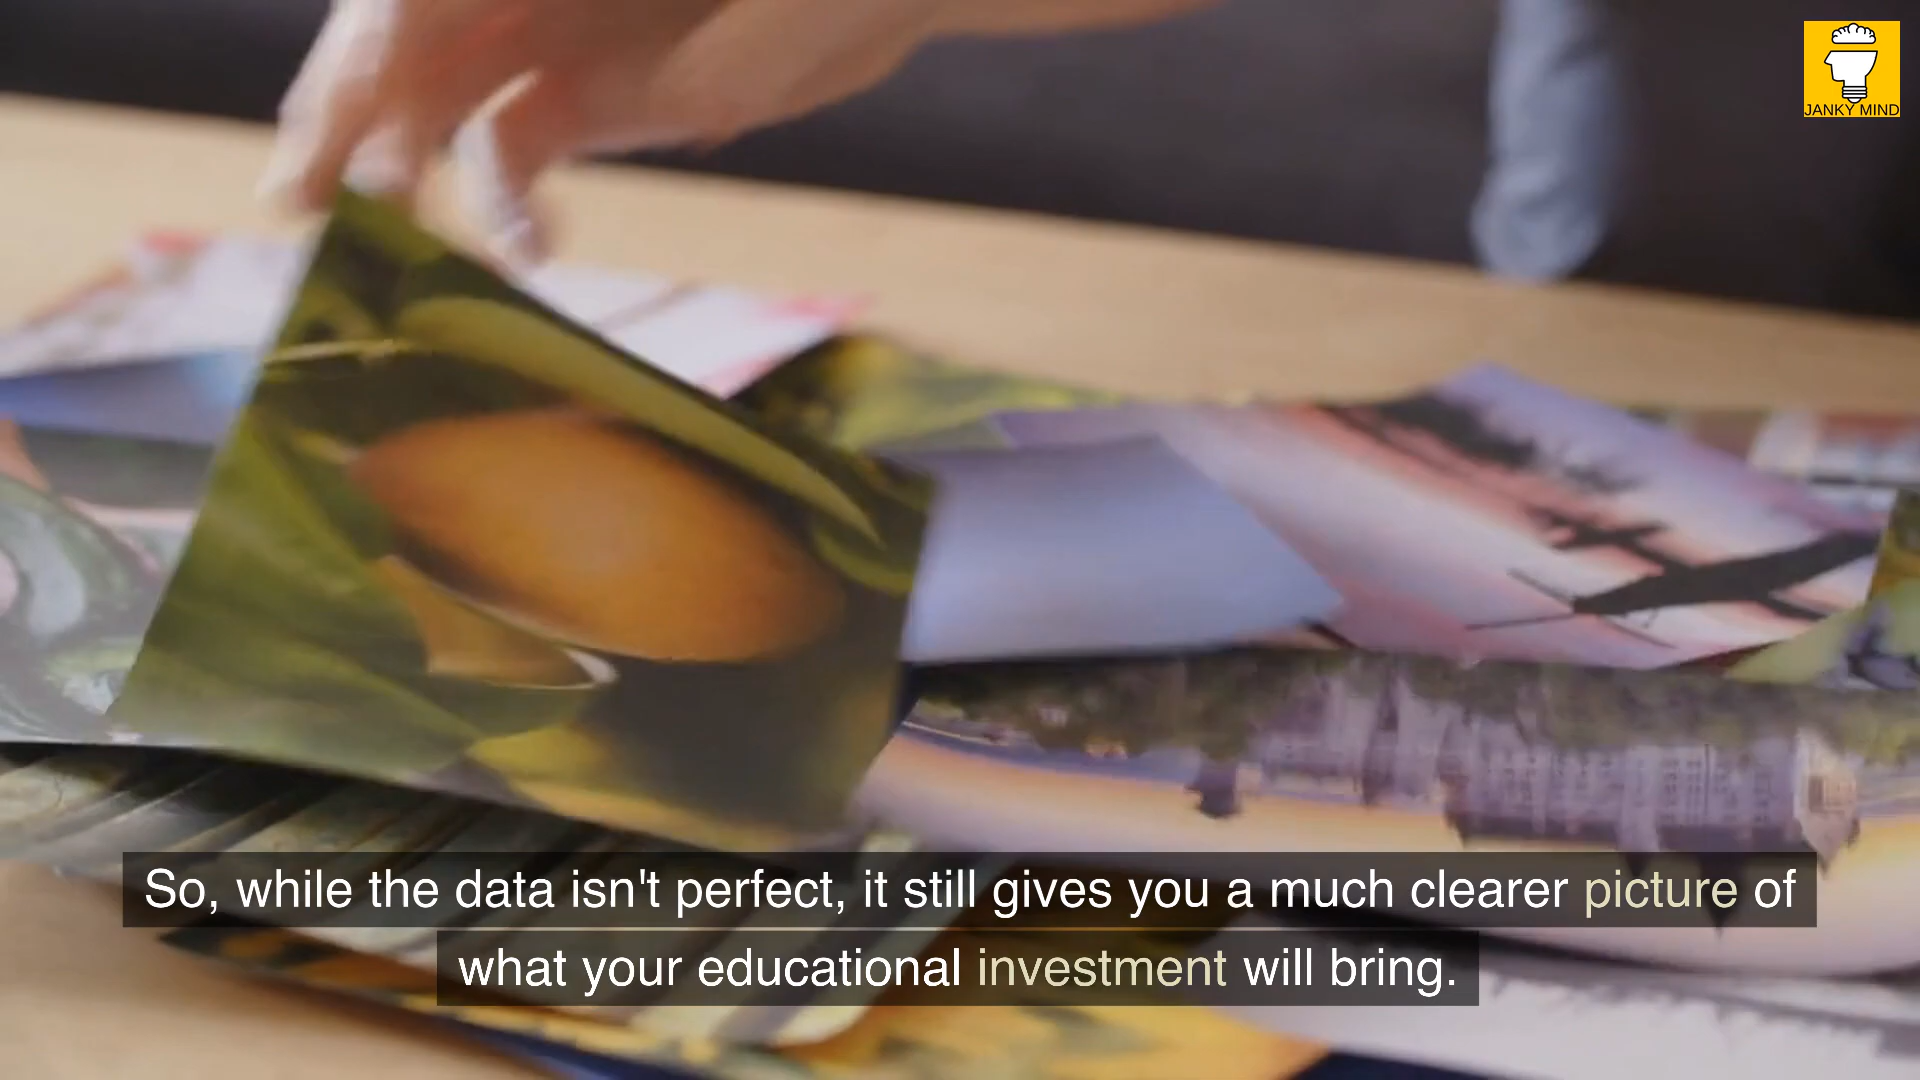 JANKY MIND
So, while the data isn't perfect, it still gives you a much clearer picture of
what your educational investment will bring.